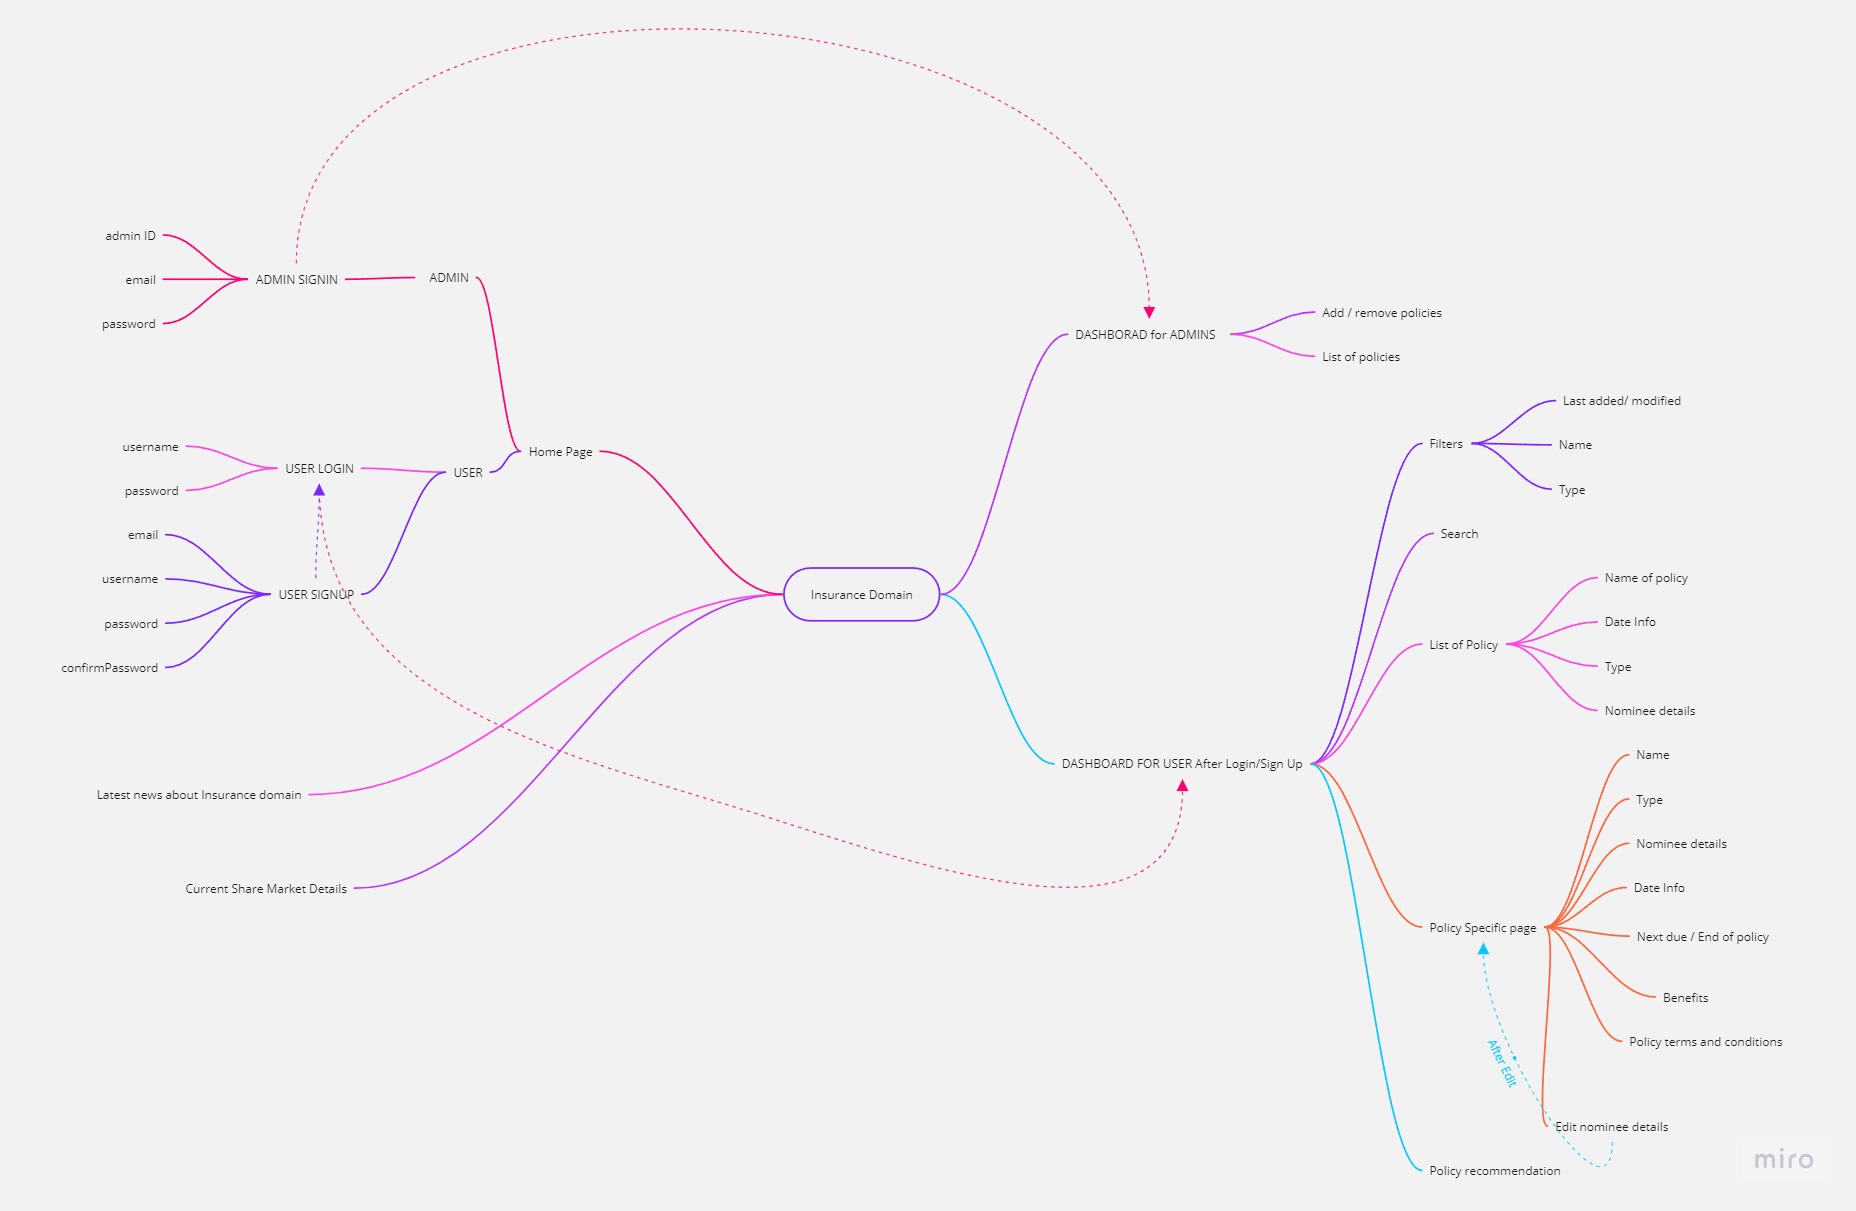 admin ID
email
password
ADMIN SIGNIN
ADMIN
username
password
USER LOGIN
USER
Home Page
email
username
password
confirmPassword
USER SIGNUP
Latest news about Insurance domain
Current Share Market Details
Insurance Domain
DASHBORAD for ADMINS
Add / remove policies
List of policies
DASHBOARD FOR USER After Login/Sign Up
Filters
Last added/ modified
Name
Type
Search
List of Policy
Name of policy
Date Info
Type
Nominee details
Policy Specific page
Name
Type
Nominee details
Date Info
Next due / End of policy
Benefits
Policy terms and conditions
After Edit
Edit nominee details
Policy recommendation
miro